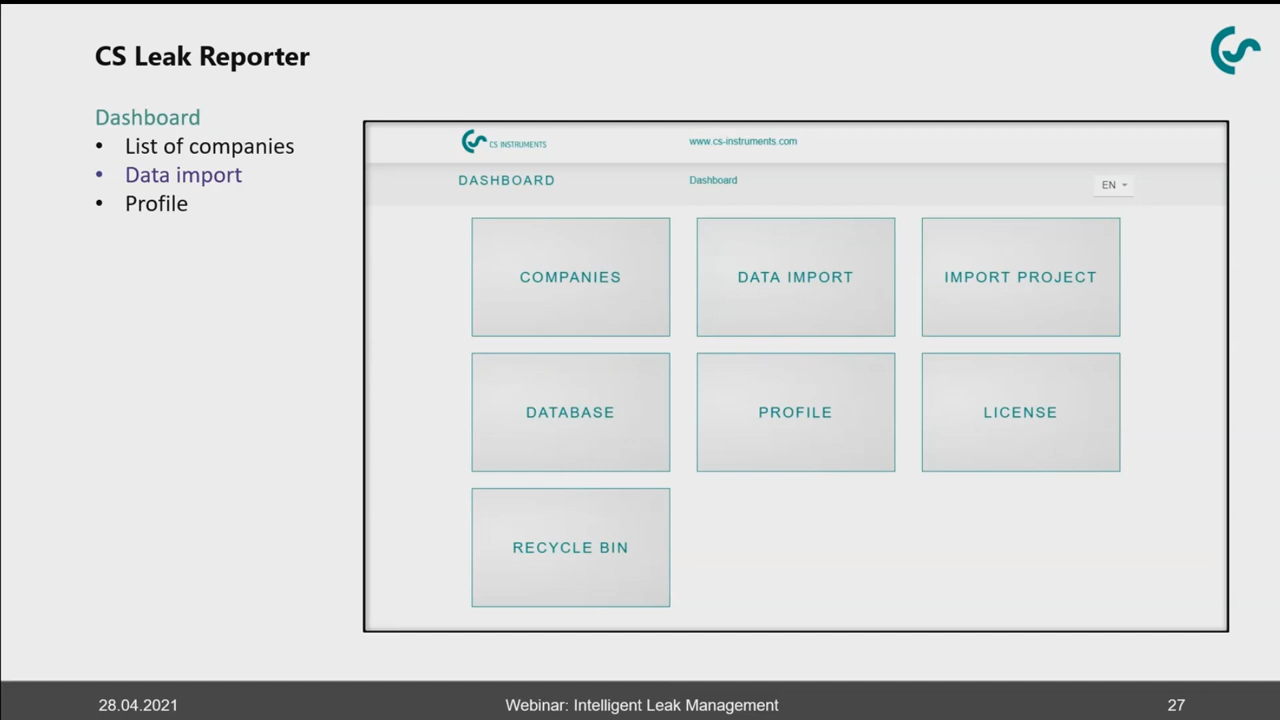 CS Leak Reporter
Dashboard
• List of companies
• Data import
• Profile
CS INSTRUMENTS
www.cs-instruments.com
DASHBOARD
Dashboard
EN
COMPANIES
DATA IMPORT
IMPORT PROJECT
DATABASE
PROFILE
LICENSE
RECYCLE BIN
28.04.2021
Webinar: Intelligent Leak Management
27